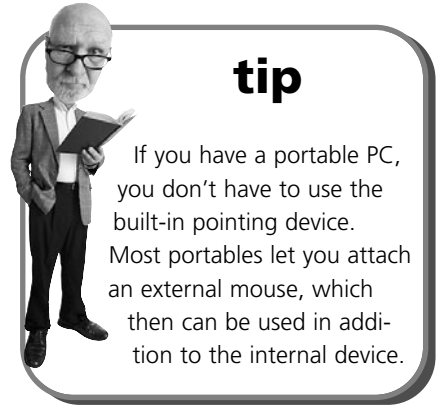 tip
If you have a portable PC,
you don't have to use the
built-in pointing device.
Most portables let you attach
an external mouse, which
then can be used in addi-
tion to the internal device.